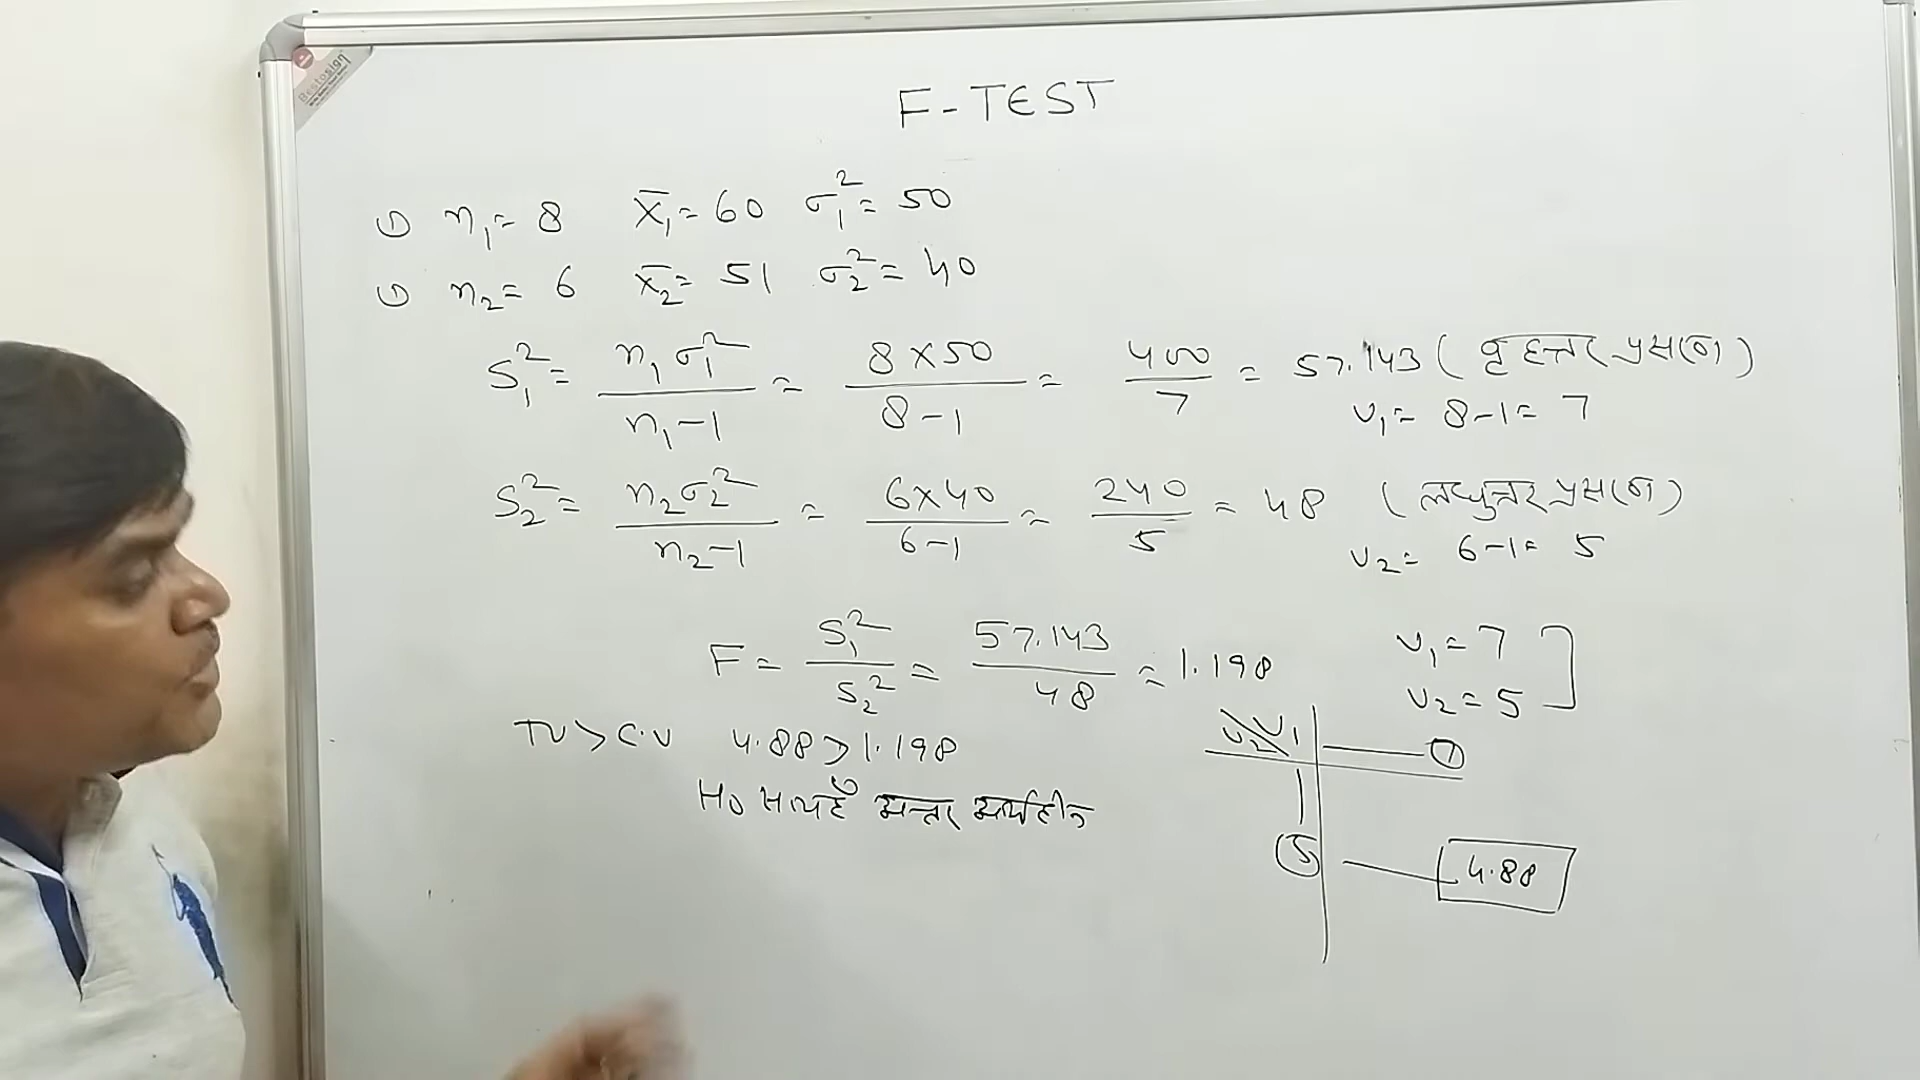 Bestosign
F-TEST
① n₁= 8 x̄₁= 60 σ₁²= 50
① n₂= 6 x̄₂= 51 σ₂²= 40
S₁²= n₁σ₁²/n₁-1 = 8×50/8-1 = 400/7 = 57.143 (वृहत्तर प्रसरण)
v₁= 8-1= 7
S₂²= n₂σ₂²/n₂-1 = 6×40/6-1 = 240/5 = 48 (लघुत्तर प्रसरण)
v₂= 6-1= 5
F= S₁²/S₂² = 57.143/48 = 1.198 v₁=7
v₂=5
TV>C.V 4.88>1.198
v₂ v₁ 7
H0 मान्य है अन्तर अर्थहीन
5 4.88